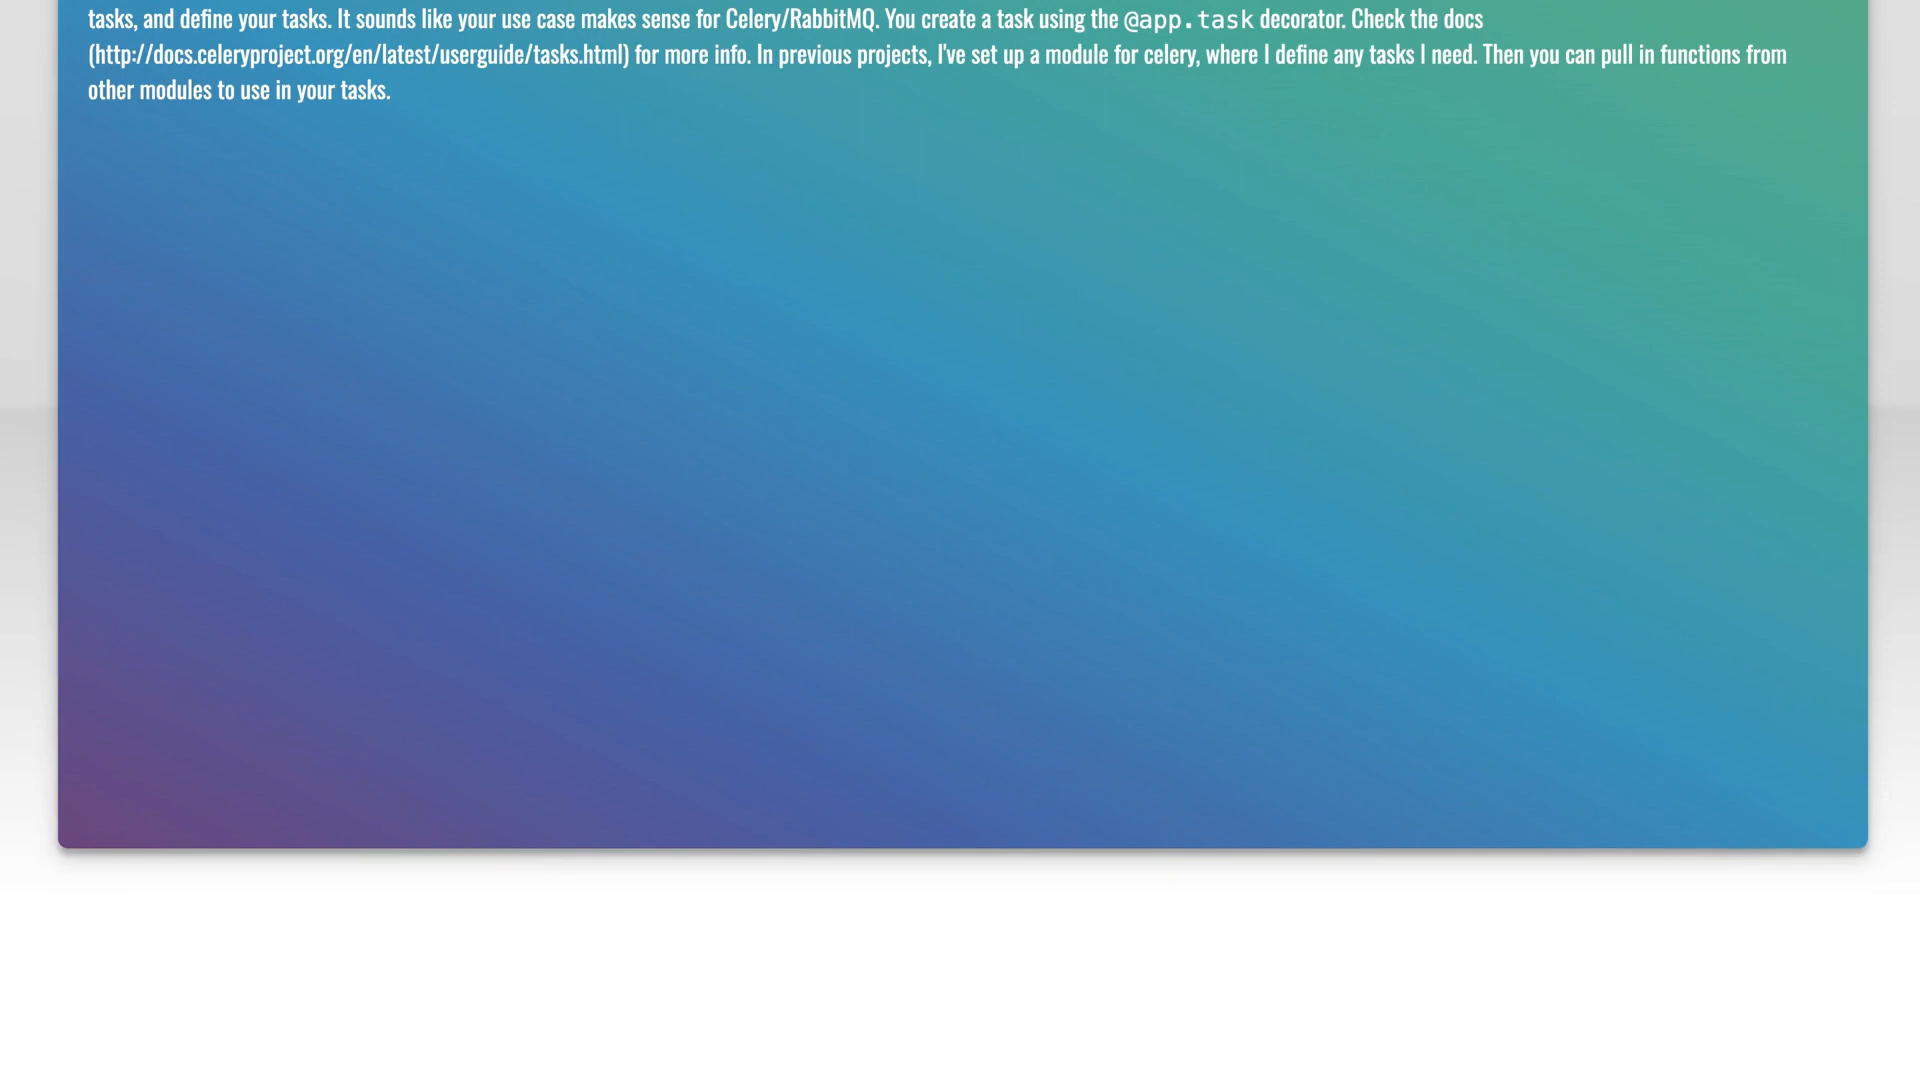 tasks, and define your tasks. It sounds like your use case makes sense for Celery/RabbitMQ. You create a task using the @app.task decorator. Check the docs
(http://docs.celeryproject.org/en/latest/userguide/tasks.html) for more info. In previous projects, I've set up a module for celery, where I define any tasks I need. Then you can pull in functions from
other modules to use in your tasks.